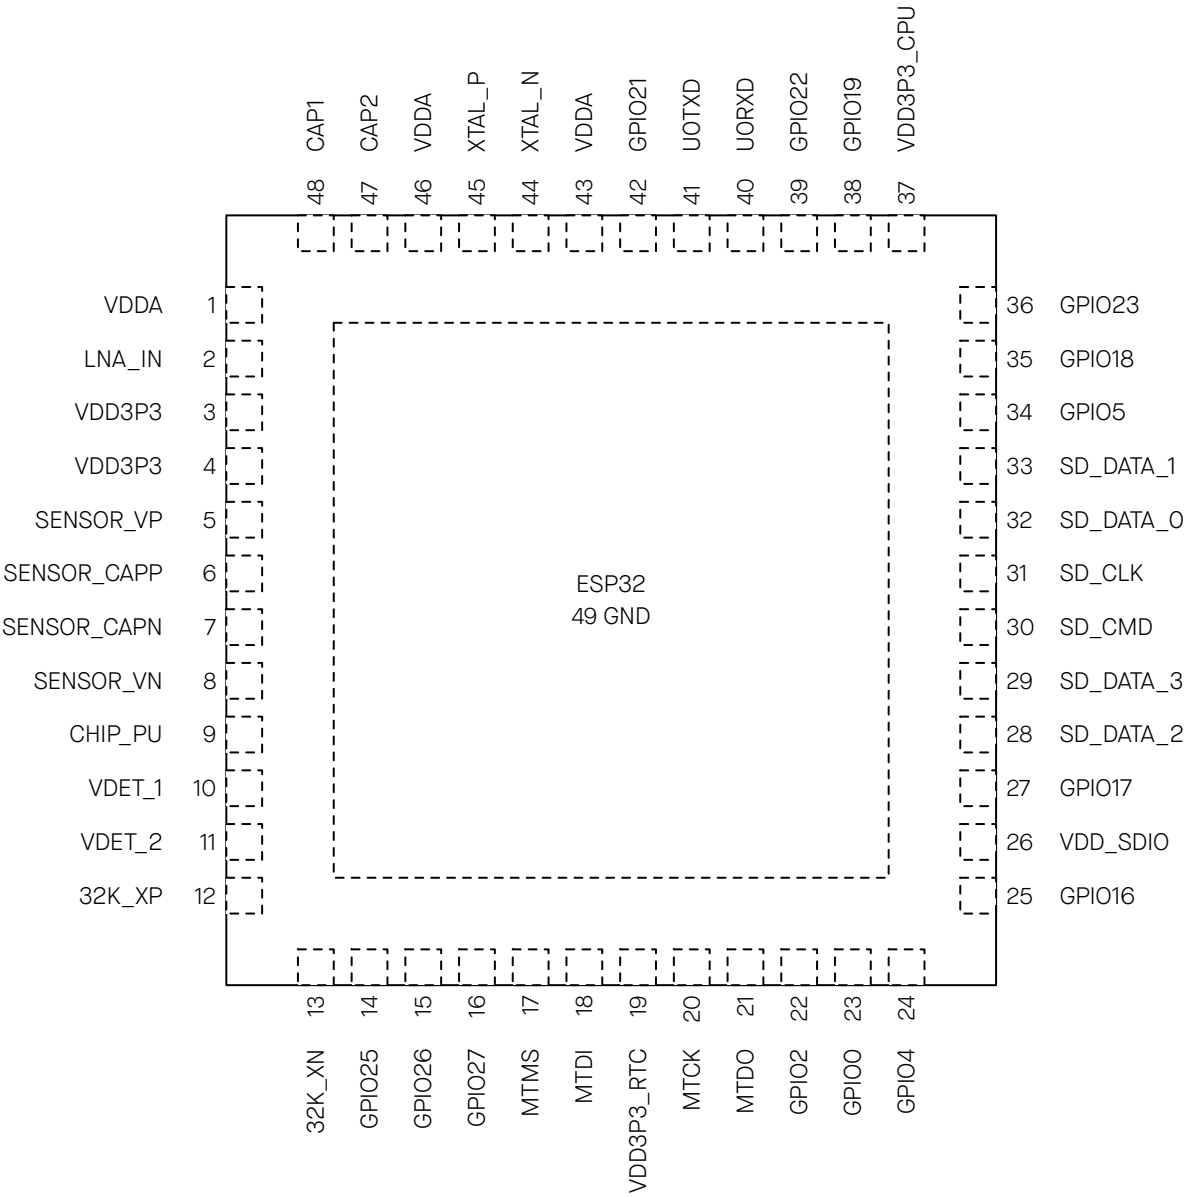 CAP1
CAP2
VDDA
XTAL_P
XTAL_N
VDDA
GPIO21
U0TXD
U0RXD
GPIO22
GPIO19
VDD3P3_CPU
48
47
46
45
44
43
42
41
40
39
38
37
VDDA 1
LNA_IN 2
VDD3P3 3
VDD3P3 4
SENSOR_VP 5
SENSOR_CAPP 6
SENSOR_CAPN 7
SENSOR_VN 8
CHIP_PU 9
VDET_1 10
VDET_2 11
32K_XP 12
ESP32
49 GND
36 GPIO23
35 GPIO18
34 GPIO5
33 SD_DATA_1
32 SD_DATA_0
31 SD_CLK
30 SD_CMD
29 SD_DATA_3
28 SD_DATA_2
27 GPIO17
26 VDD_SDIO
25 GPIO16
13
14
15
16
17
18
19
20
21
22
23
24
32K_XN
GPIO25
GPIO26
GPIO27
MTMS
MTDI
VDD3P3_RTC
MTCK
MTDO
GPIO2
GPIO0
GPIO4